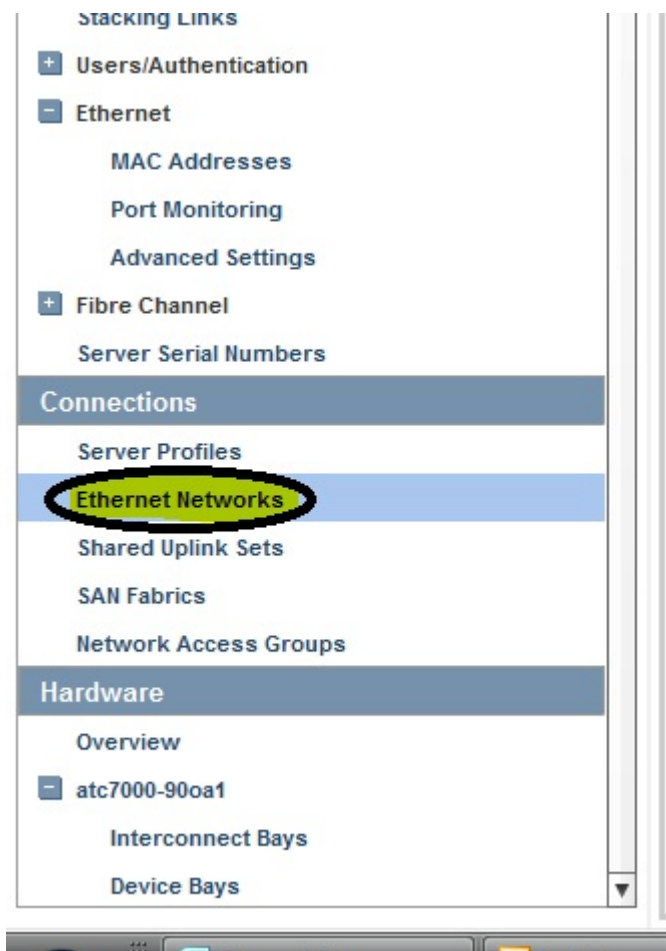 Stacking Links
Users/Authentication
Ethernet
MAC Addresses
Port Monitoring
Advanced Settings
Fibre Channel
Server Serial Numbers
Connections
Server Profiles
Ethernet Networks
Shared Uplink Sets
SAN Fabrics
Network Access Groups
Hardware
Overview
atc7000-90oa1
Interconnect Bays
Device Bays